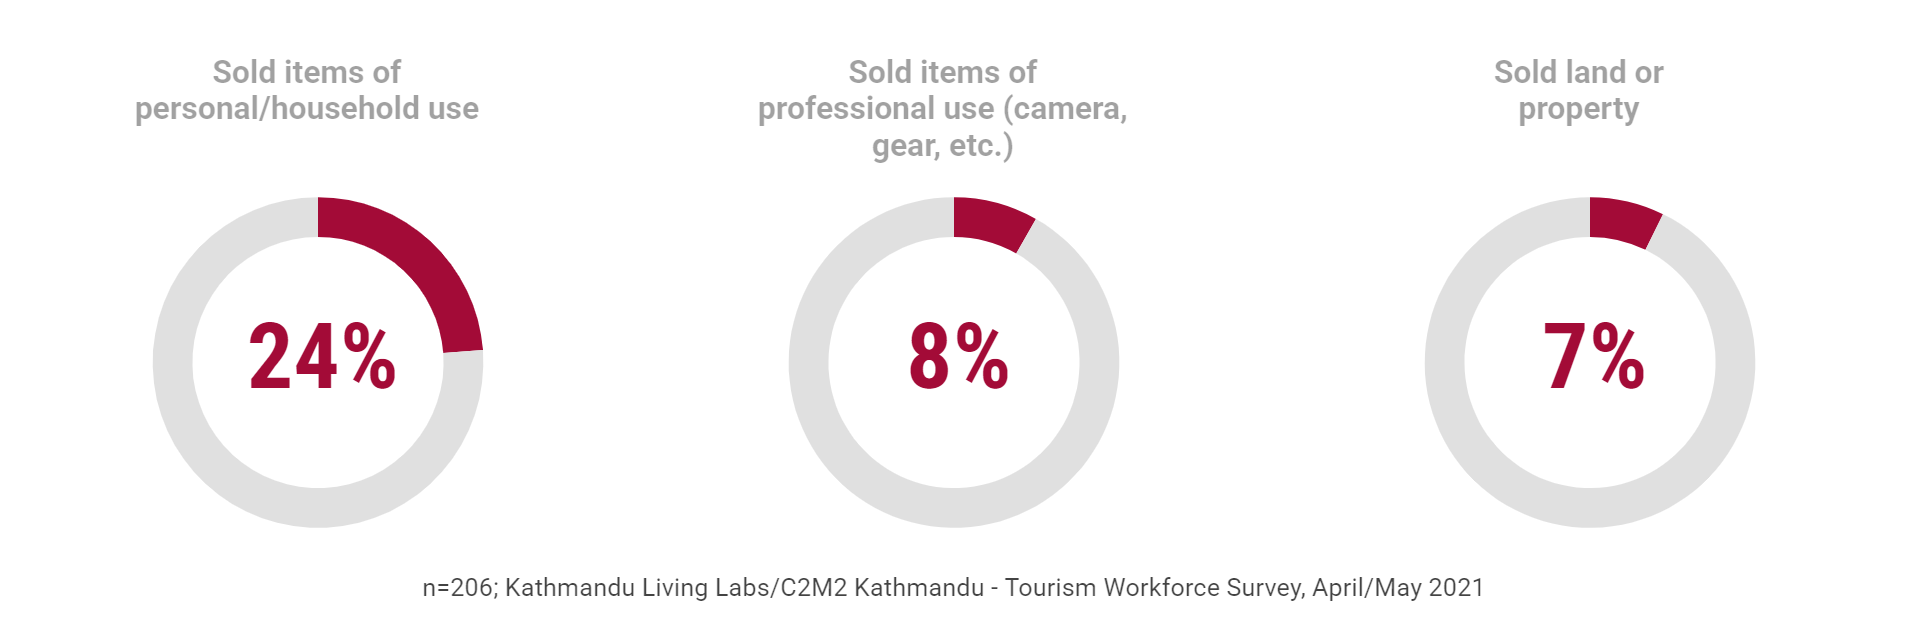 Sold items of
personal/household use
Sold items of
professional use (camera,
gear, etc.)
Sold land or
property
24%
8%
7%
n=206; Kathmandu Living Labs/C2M2 Kathmandu - Tourism Workforce Survey, April/May 2021